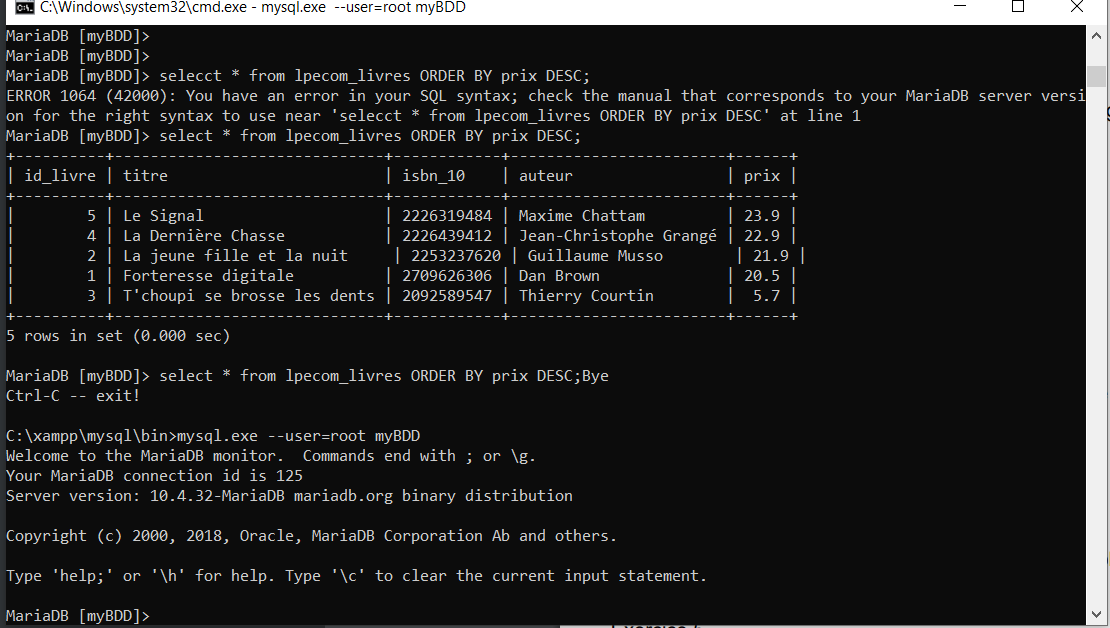 C:\Windows\system32\cmd.exe - mysql.exe  --user=root myBDD
MariaDB [myBDD]>
MariaDB [myBDD]>
MariaDB [myBDD]> selecct * from lpecom_livres ORDER BY prix DESC;
ERROR 1064 (42000): You have an error in your SQL syntax; check the manual that corresponds to your MariaDB server versi
on for the right syntax to use near 'selecct * from lpecom_livres ORDER BY prix DESC' at line 1
MariaDB [myBDD]> select * from lpecom_livres ORDER BY prix DESC;
+----------+------------------------------+------------+------------------------+------+
| id_livre | titre                        | isbn_10    | auteur                 | prix |
+----------+------------------------------+------------+------------------------+------+
|        5 | Le Signal                    | 2226319484 | Maxime Chattam         | 23.9 |
|        4 | La Dernière Chasse           | 2226439412 | Jean-Christophe Grangé | 22.9 |
|        2 | La jeune fille et la nuit     | 2253237620 | Guillaume Musso        | 21.9 |
|        1 | Forteresse digitale          | 2709626306 | Dan Brown              | 20.5 |
|        3 | T'choupi se brosse les dents | 2092589547 | Thierry Courtin        |  5.7 |
+----------+------------------------------+------------+------------------------+------+
5 rows in set (0.000 sec)
MariaDB [myBDD]> select * from lpecom_livres ORDER BY prix DESC;Bye
Ctrl-C -- exit!
C:\xampp\mysql\bin>mysql.exe --user=root myBDD
Welcome to the MariaDB monitor.  Commands end with ; or \g.
Your MariaDB connection id is 125
Server version: 10.4.32-MariaDB mariadb.org binary distribution
Copyright (c) 2000, 2018, Oracle, MariaDB Corporation Ab and others.
Type 'help;' or '\h' for help. Type '\c' to clear the current input statement.
MariaDB [myBDD]>